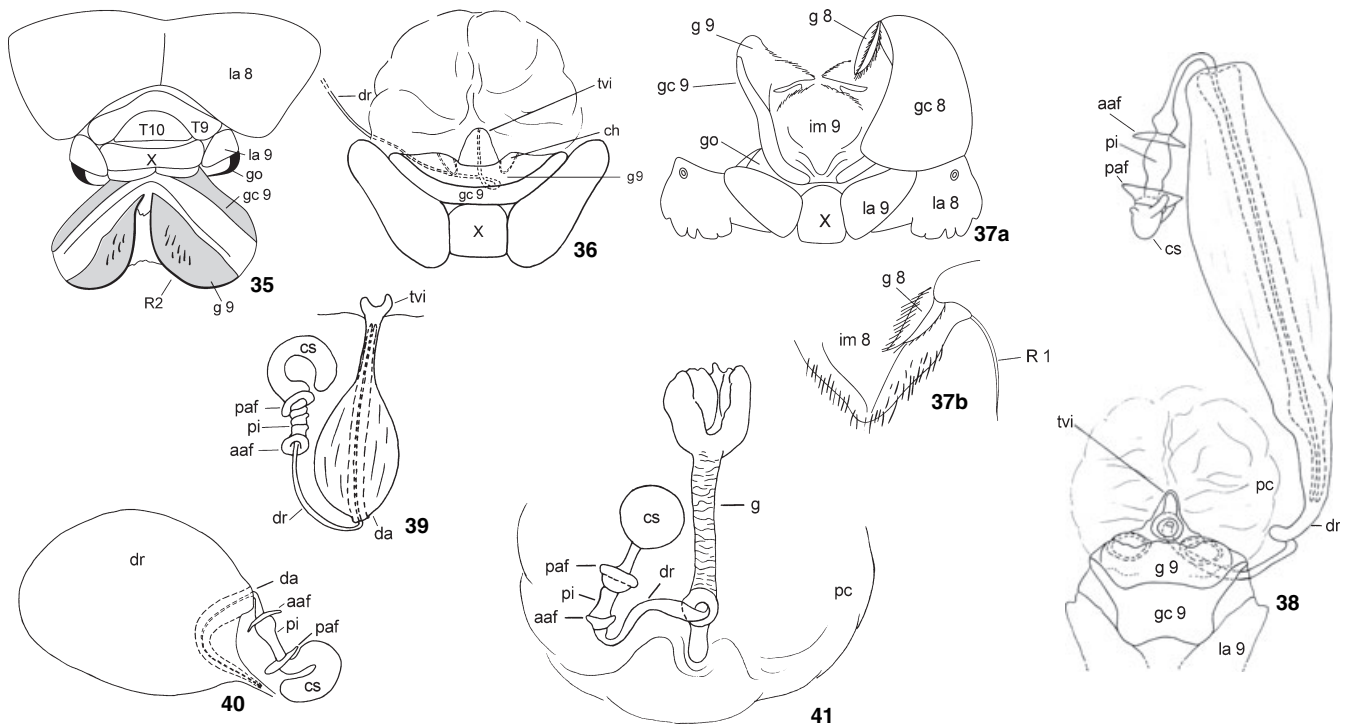 la 8
T10
T9
X
la 9
go
gc 9
R2
g 9
35
dr
tvi
ch
g9
gc 9
X
36
g 9
g 8
gc 9
gc 8
im 9
go
X
la 9
la 8
37a
g 8
im 8
R 1
37b
aaf
pi
paf
cs
tvi
pc
dr
g 9
gc 9
la 9
38
tvi
cs
paf
pi
aaf
dr
da
39
dr
da
aaf
pi
paf
cs
40
g
cs
paf
pi
aaf
dr
pc
41